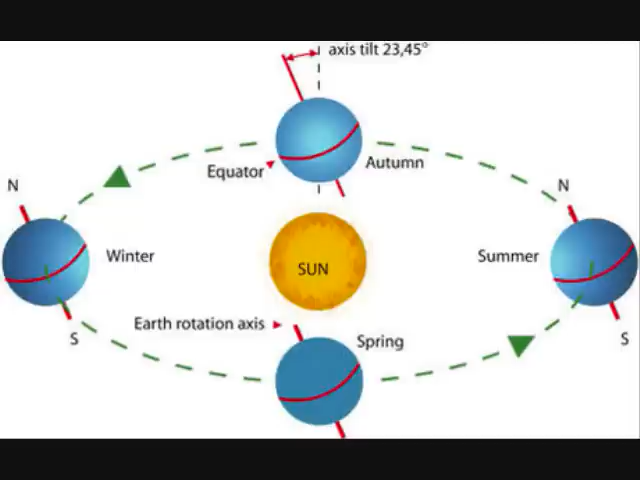 axis tilt 23,45°
Equator
Autumn
N
N
Winter
Summer
SUN
Earth rotation axis
Spring
S
S